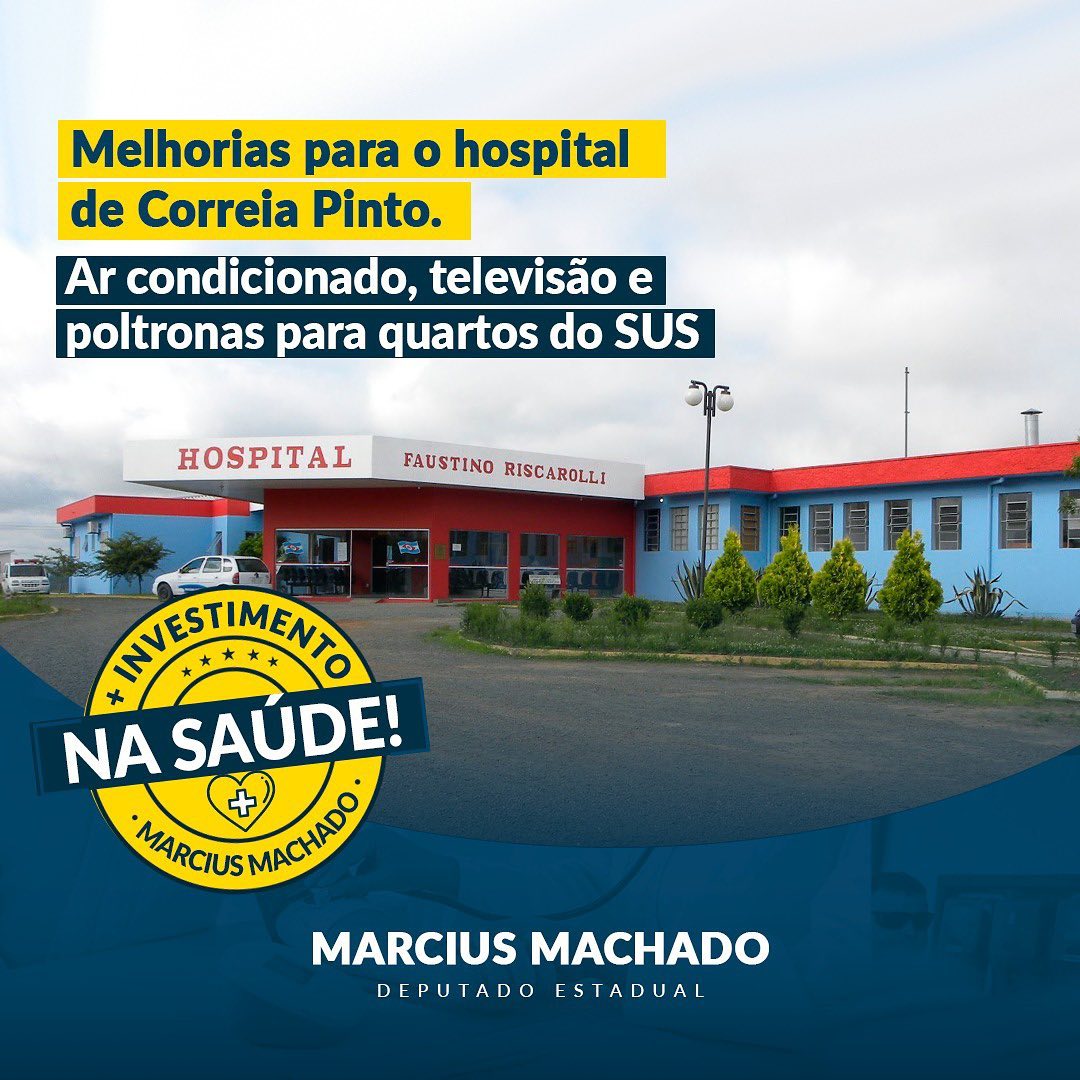 Melhorias para o hospital
de Correia Pinto.
Ar condicionado, televisão e
poltronas para quartos do SUS
HOSPITAL FAUSTINO RISCAROLLI
+ INVESTIMENTO
NA SAÚDE!
• MARCIUS MACHADO •
MARCIUS MACHADO
DEPUTADO ESTADUAL